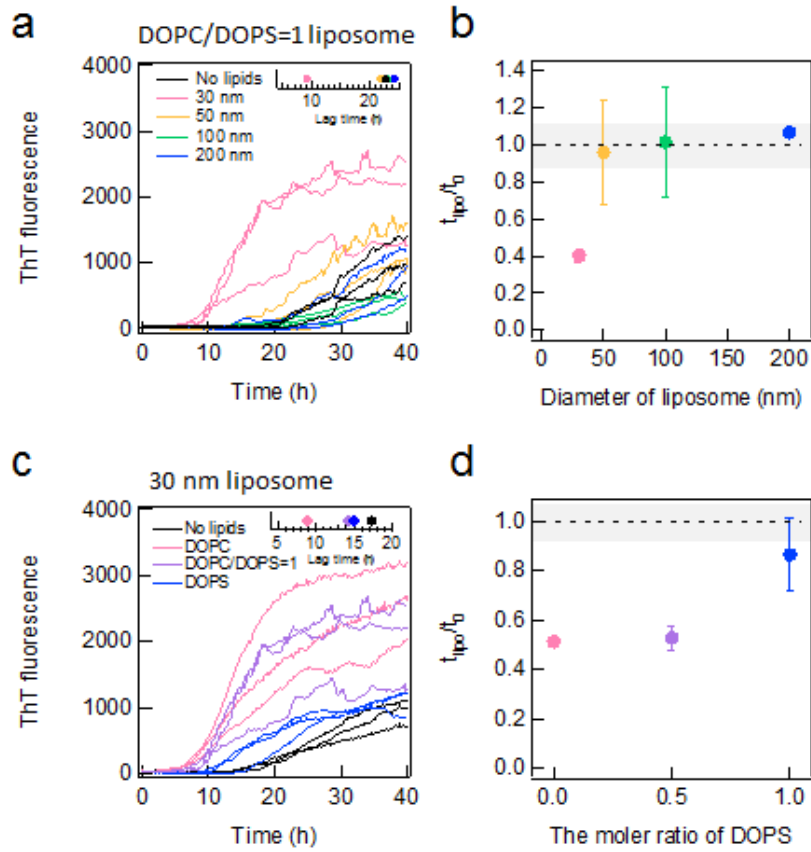 a
DOPC/DOPS=1 liposome
4000
3000
2000
1000
0
ThT fluorescence
No lipids
30 nm
50 nm
100 nm
200 nm
10
20
Lag time (h)
0
10
20
30
40
Time (h)
b
1.4
1.2
1.0
0.8
0.6
0.4
0.2
0.0
tlipo/t0
0
50
100
150
200
Diameter of liposome (nm)
c
30 nm liposome
4000
3000
2000
1000
0
ThT fluorescence
No lipids
DOPC
DOPC/DOPS=1
DOPS
5
10
15
20
Lag time (h)
0
10
20
30
40
Time (h)
d
1.0
0.8
0.6
0.4
0.2
0.0
tlipo/t0
0.0
0.5
1.0
The moler ratio of DOPS